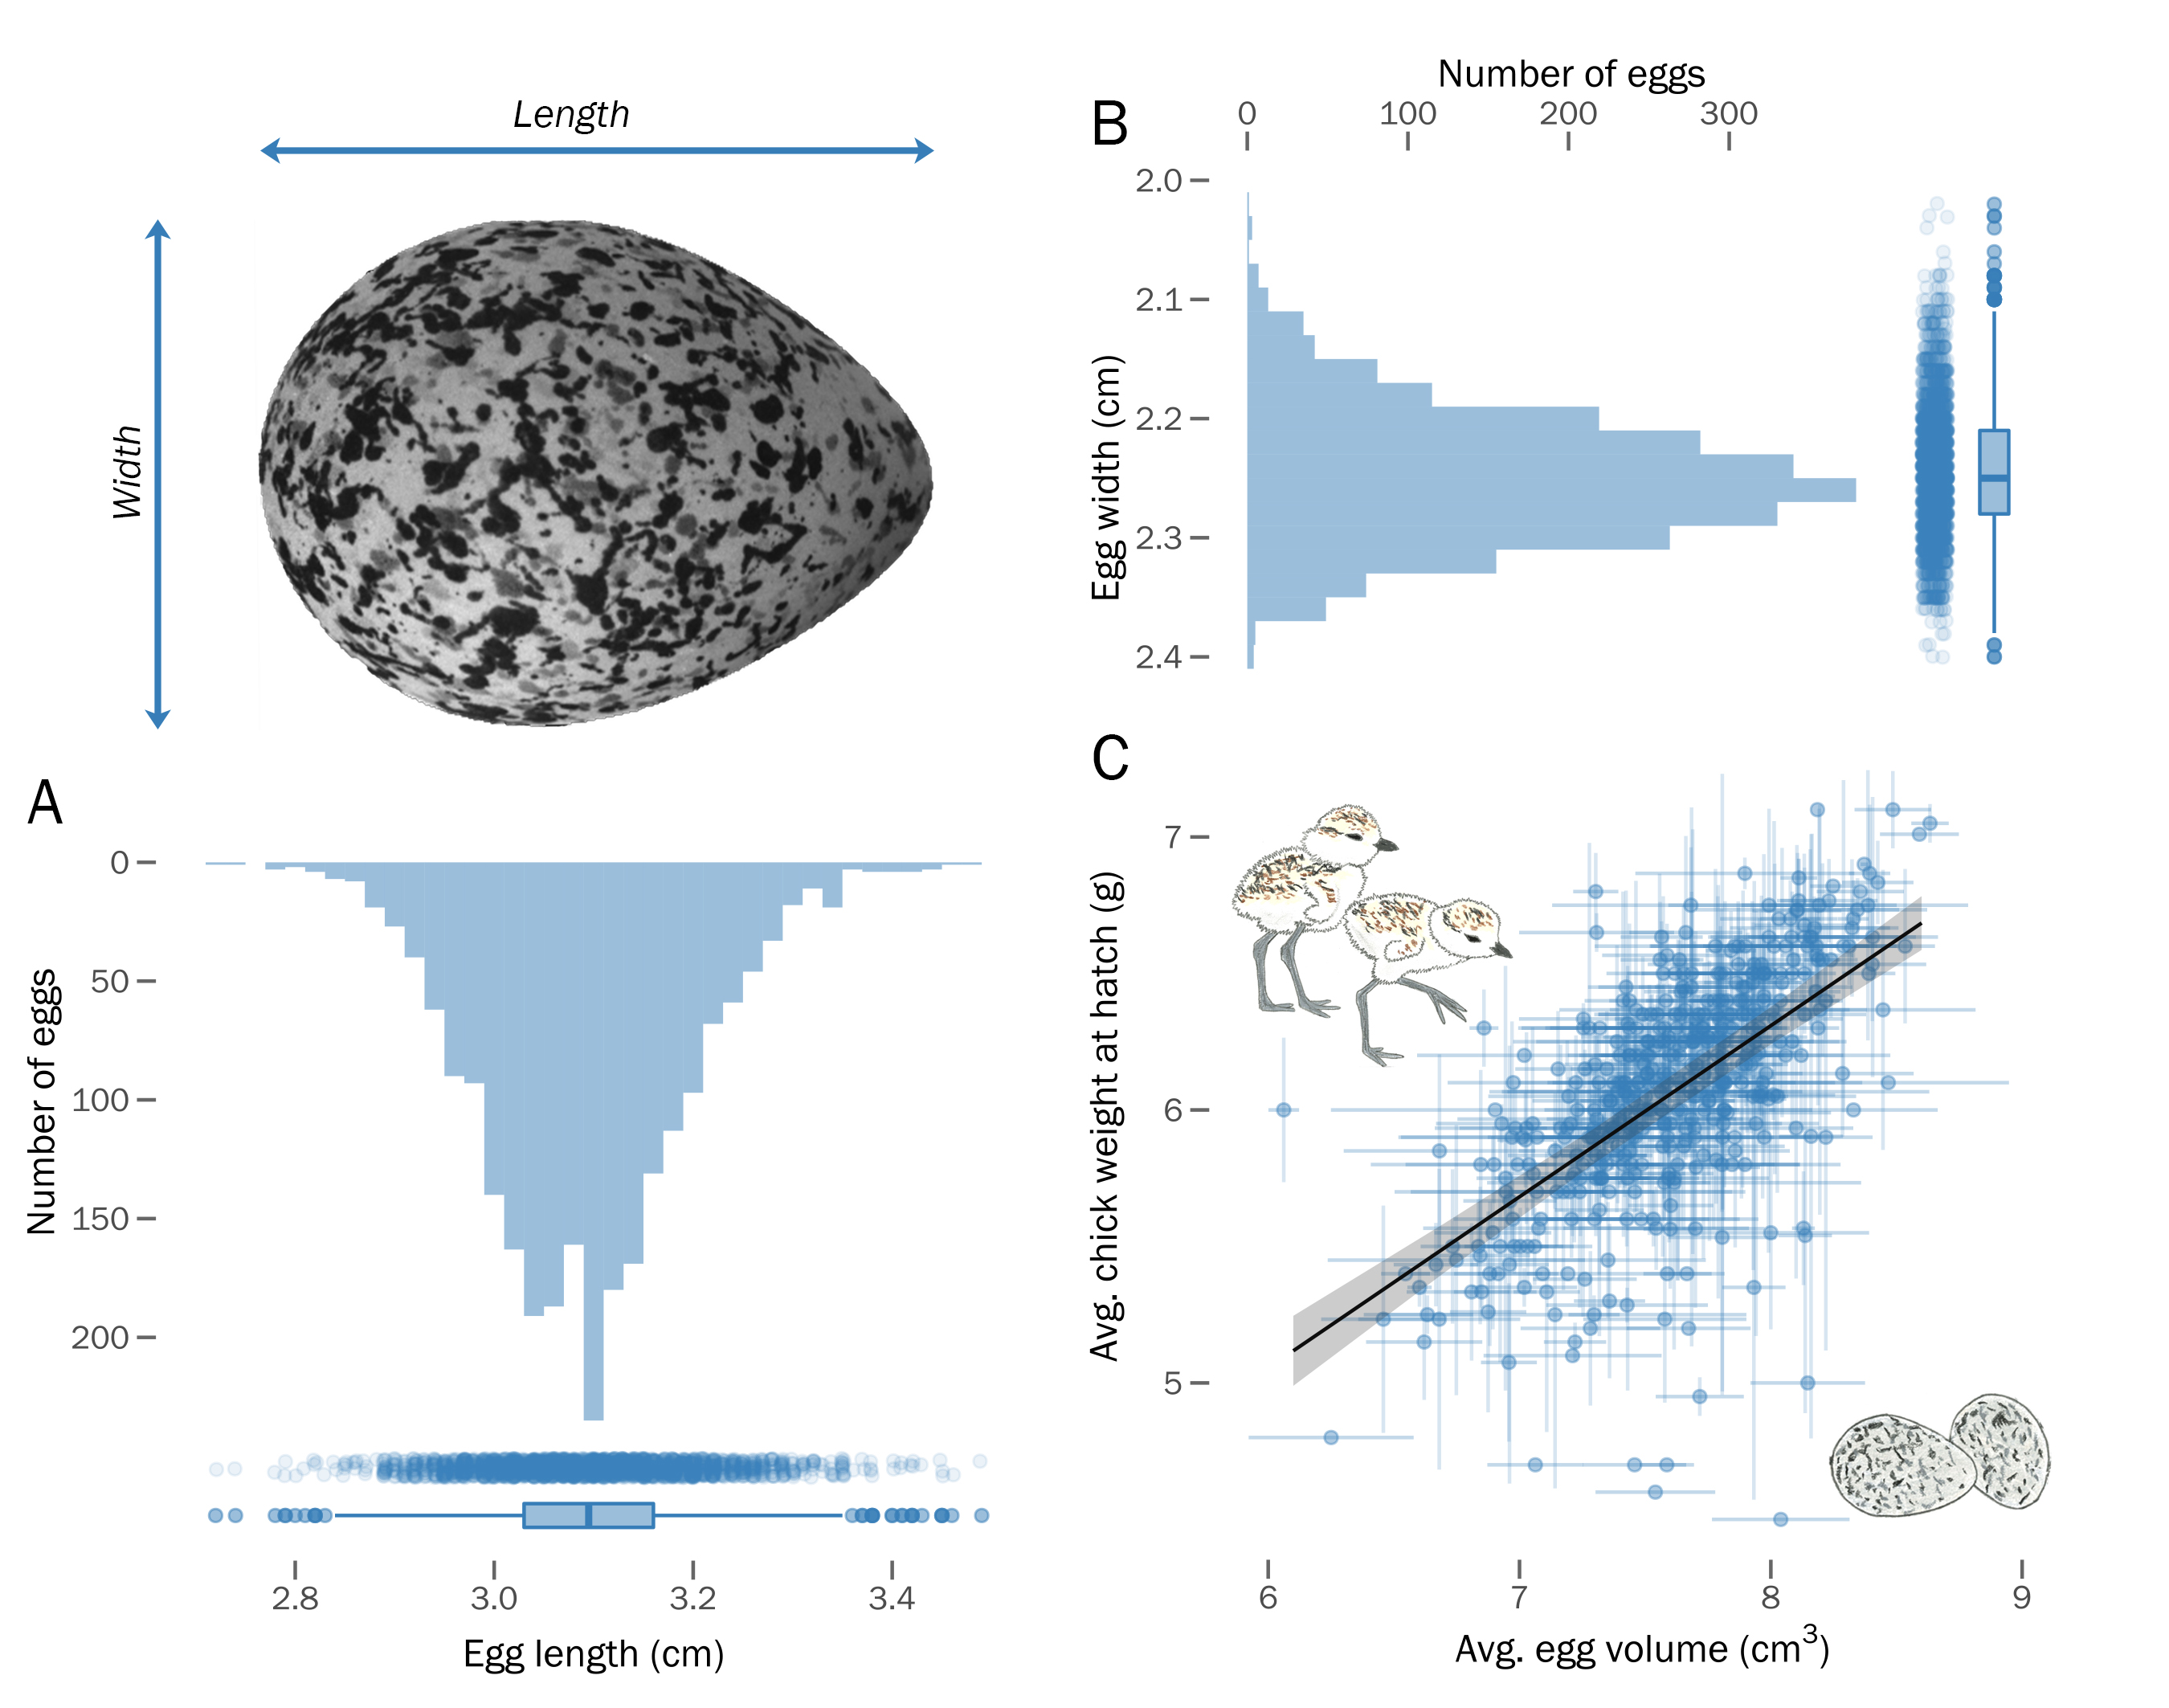 Length
Width
A
0
50
100
150
200
Number of eggs
2.8 3.0 3.2 3.4
Egg length (cm)
B
Number of eggs
0 100 200 300
2.0
2.1
2.2
2.3
2.4
Egg width (cm)
C
7
6
5
Avg. chick weight at hatch (g)
6 7 8 9
Avg. egg volume (cm³)